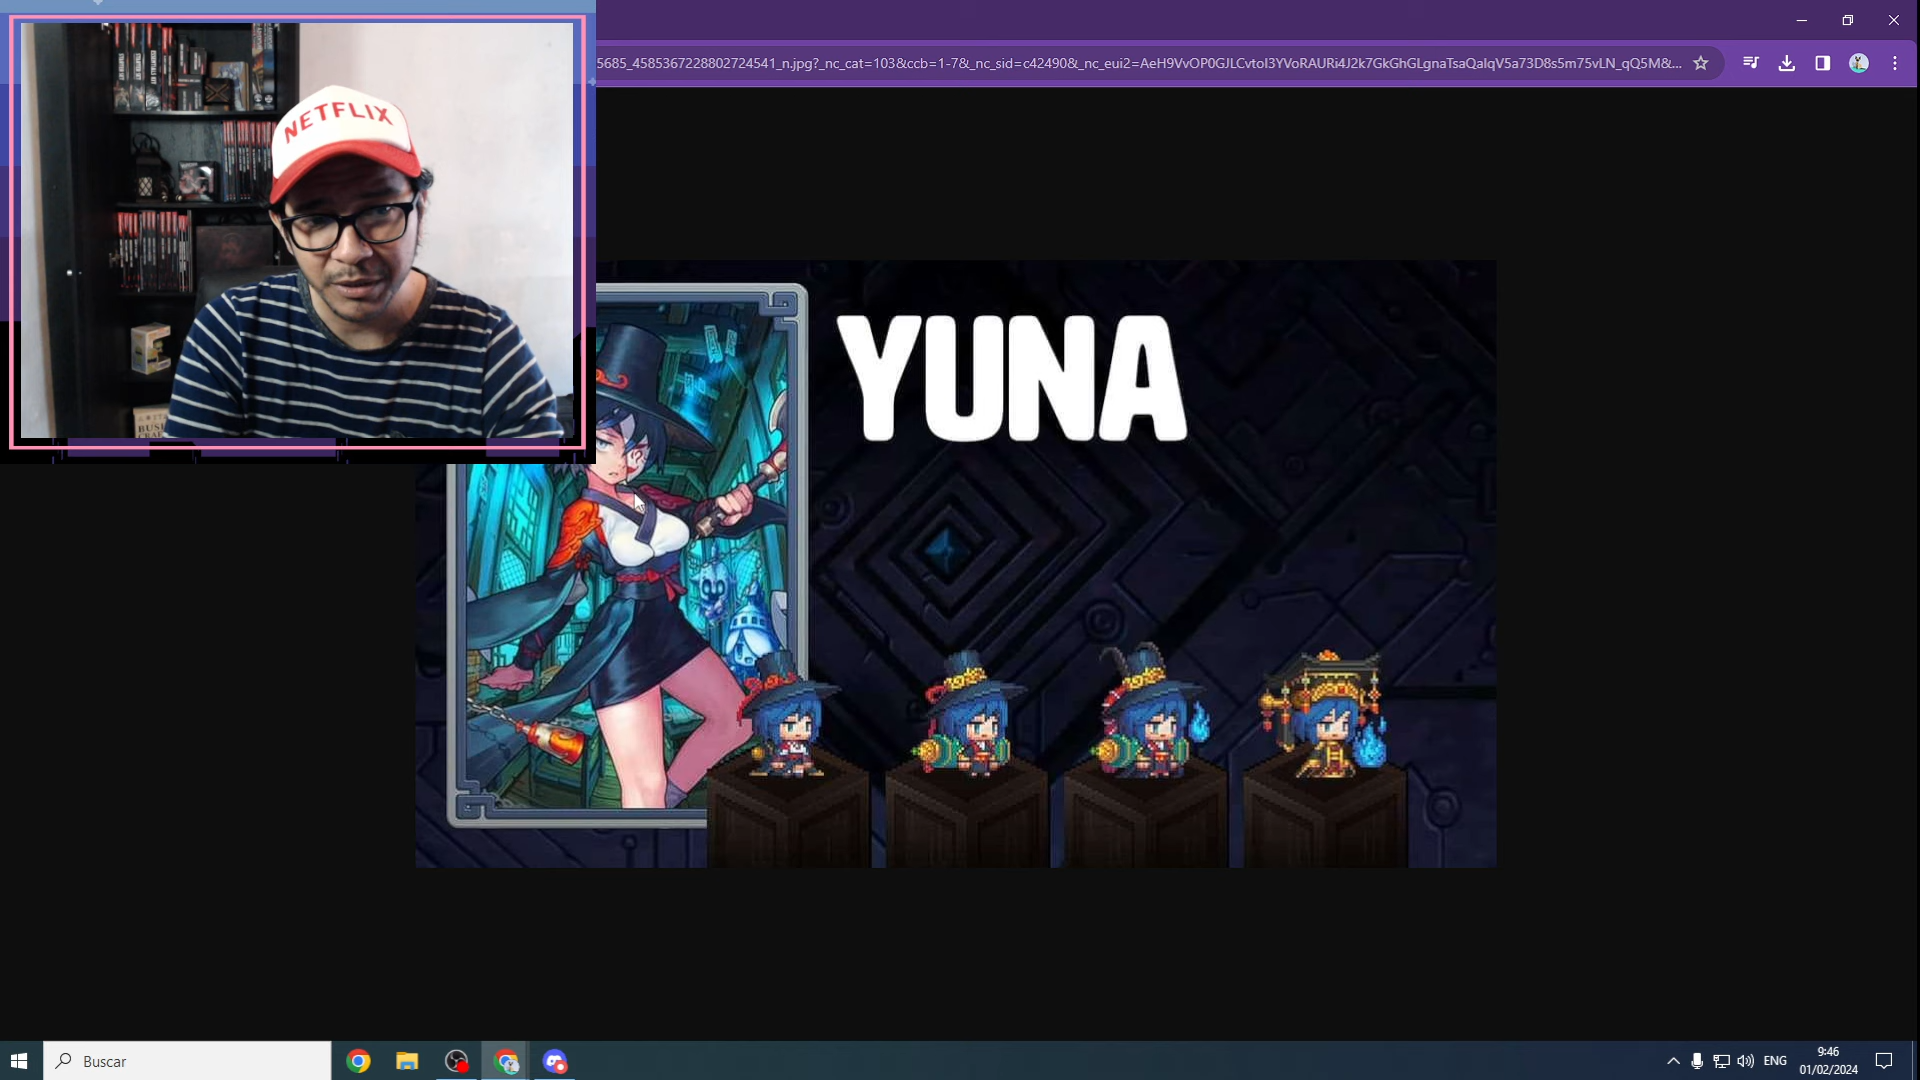 5685_4585367228802724541_n.jpg?_nc_cat=103&ccb=1-7&_nc_sid=c42490&_nc_eui2=AeH9VvOP0GJLCvtoI3YVoRAURi4J2k7GkGhGLgnaTsaQaIqV5a73D8s5m75vLN_qQ5M&...
NETFLIX
YUNA
Buscar
ENG
9:46
01/02/2024